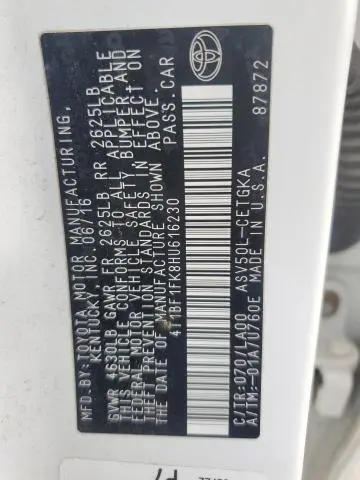 MFD.BY:TOYOTA MOTOR MANUFACTURING,
KENTUCKY, INC. 06/16
GVWR 4630LB GAWR FR 2625LB RR 2625LB
THIS VEHICLE CONFORMS TO ALL APPLICABLE
FEDERAL MOTOR VEHICLE SAFETY, BUMPER, AND
THEFT PREVENTION STANDARDS IN EFFECT ON
THE DATE OF MANUFACTURE SHOWN ABOVE.
4T1BF1FK8HU616230 PASS.CAR
C/TR:070/LA00 ASV50L-CETGKA
A/TM:-01A/U760E MADE IN U.S.A. 87872